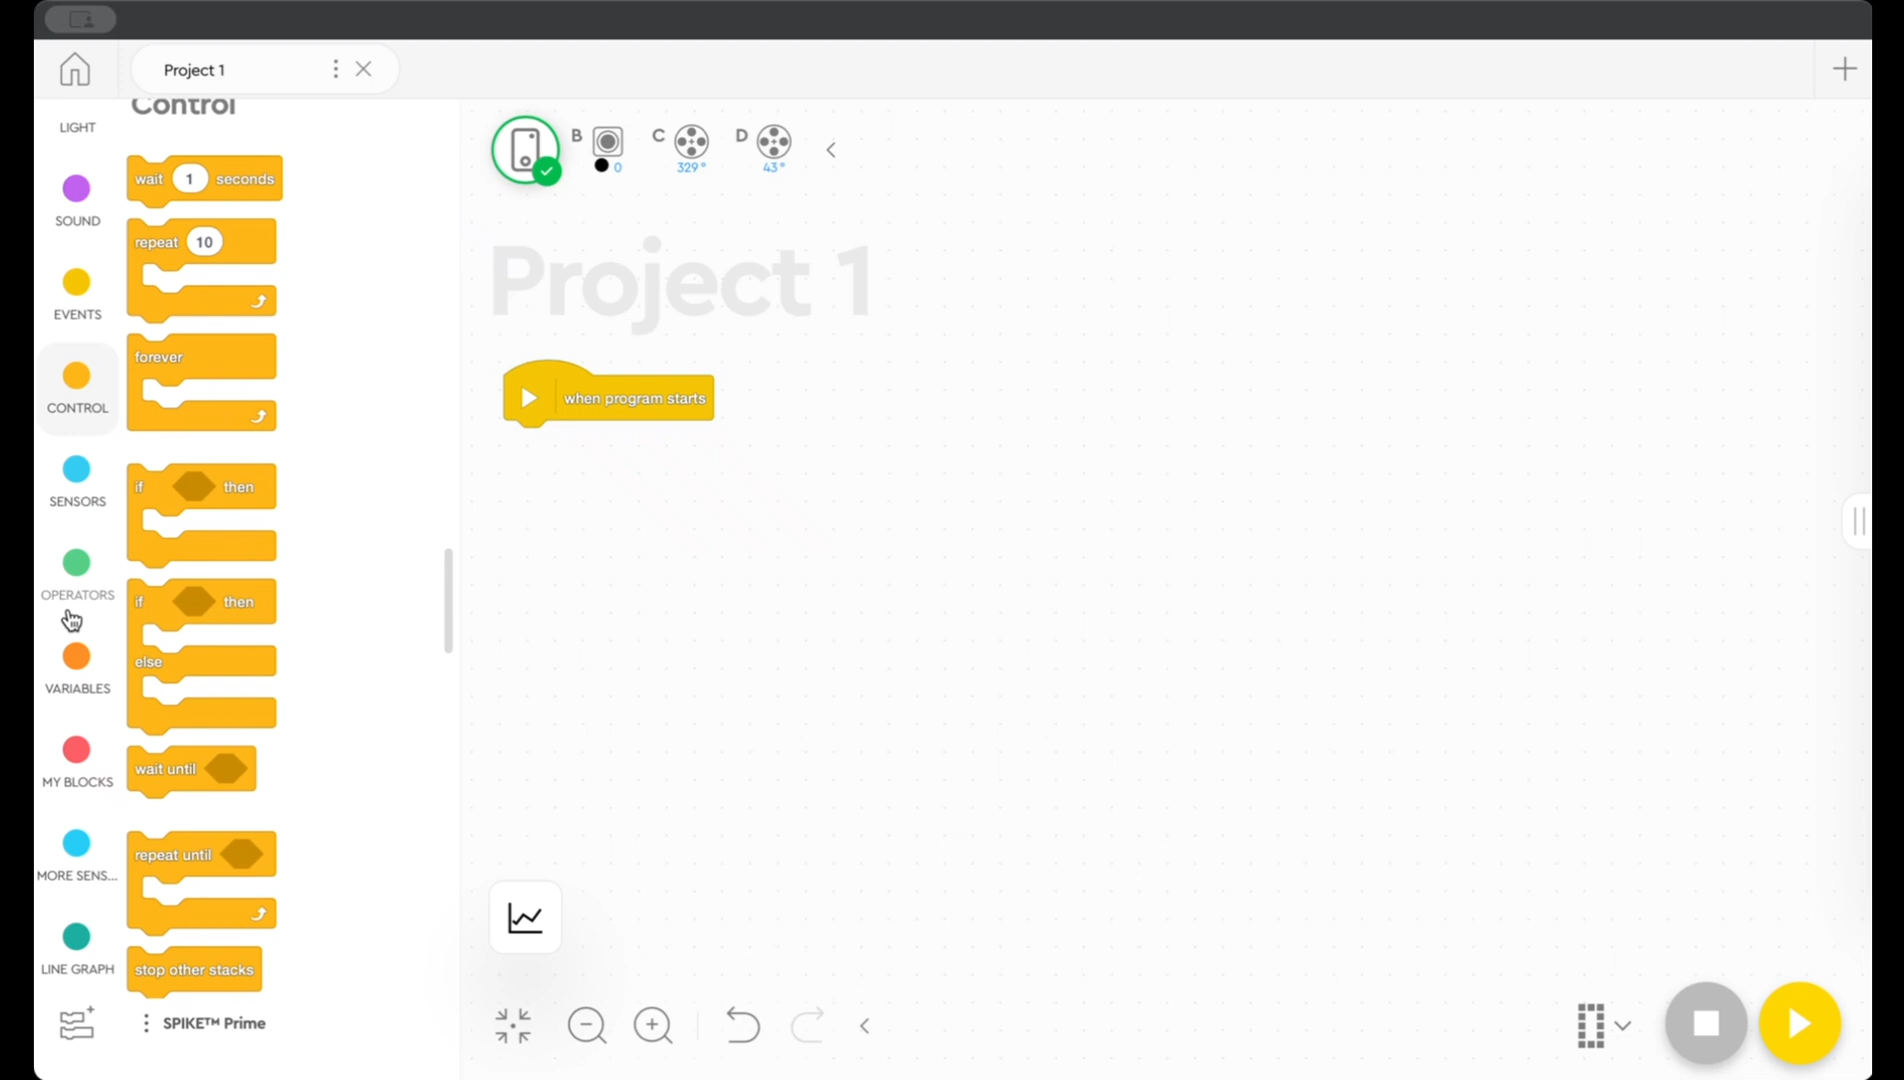 Project 1
Control
LIGHT
SOUND
EVENTS
CONTROL
SENSORS
OPERATORS
VARIABLES
MY BLOCKS
MORE SENS...
LINE GRAPH
wait 1 seconds
repeat 10
forever
if then
if then
else
wait until
repeat until
stop other stacks
SPIKE™ Prime
B 0
C 329°
D 43°
Project 1
when program starts